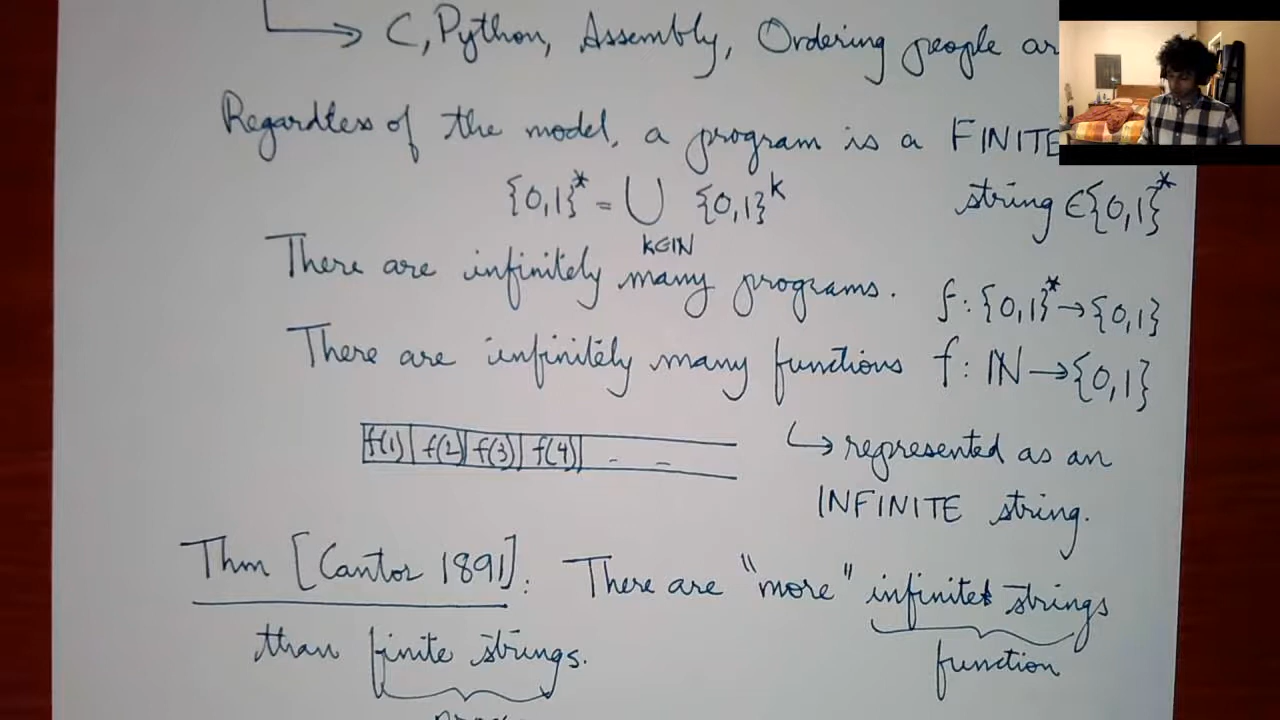 C, Python, Assembly, Ordering people
Regardless of the model, a program is a FINITE
{0,1}* = ∪ {0,1}^k string ∈ {0,1}*
k∈ℕ
There are infinitely many programs. f: {0,1}* → {0,1}
There are infinitely many functions f: ℕ → {0,1}
f(1) f(2) f(3) f(4) - - ↳ represented as an
INFINITE string.
Thm [Cantor 1891]: There are "more" infinite strings
than finite strings. function